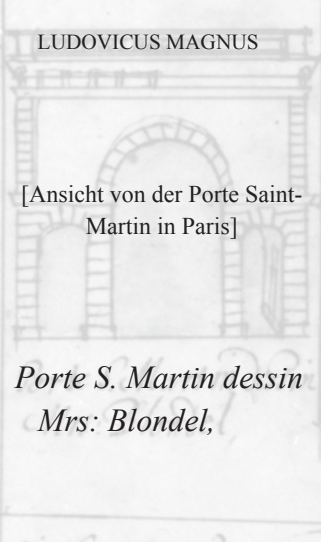 LUDOVICUS MAGNUS
[Ansicht von der Porte Saint-
Martin in Paris]
Porte S. Martin dessin
Mrs: Blondel,